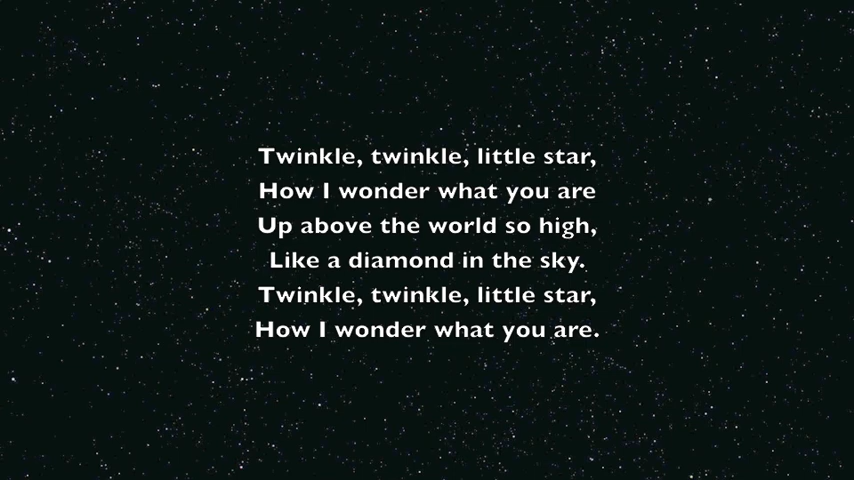 Twinkle, twinkle, little star,
How I wonder what you are
Up above the world so high,
Like a diamond in the sky.
Twinkle, twinkle, little star,
How I wonder what you are.